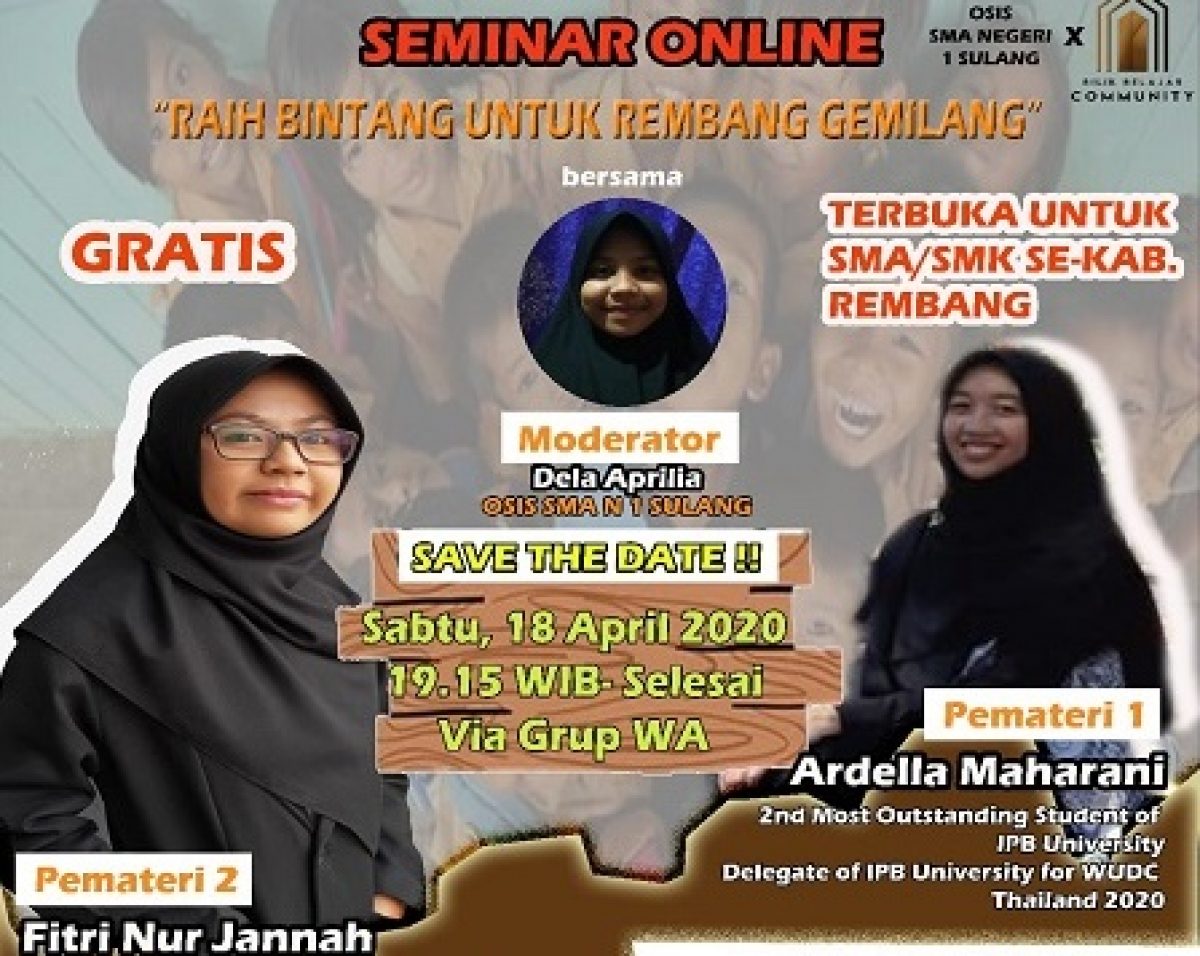 SEMINAR ONLINE
OSIS
SMA NEGERI
1 SULANG
X
BILIK BELAJAR
COMMUNITY
"RAIH BINTANG UNTUK REMBANG GEMILANG"
bersama
GRATIS
TERBUKA UNTUK
SMA/SMK SE-KAB.
REMBANG
Moderator
Dela Aprilia
OSIS SMA N 1 SULANG
SAVE THE DATE !!
Sabtu, 18 April 2020
19.15 WIB- Selesai
Via Grup WA
Pemateri 1
Ardella Maharani
2nd Most Outstanding Student of
IPB University
Delegate of IPB University for WUDC
Thailand 2020
Pemateri 2
Fitri Nur Jannah